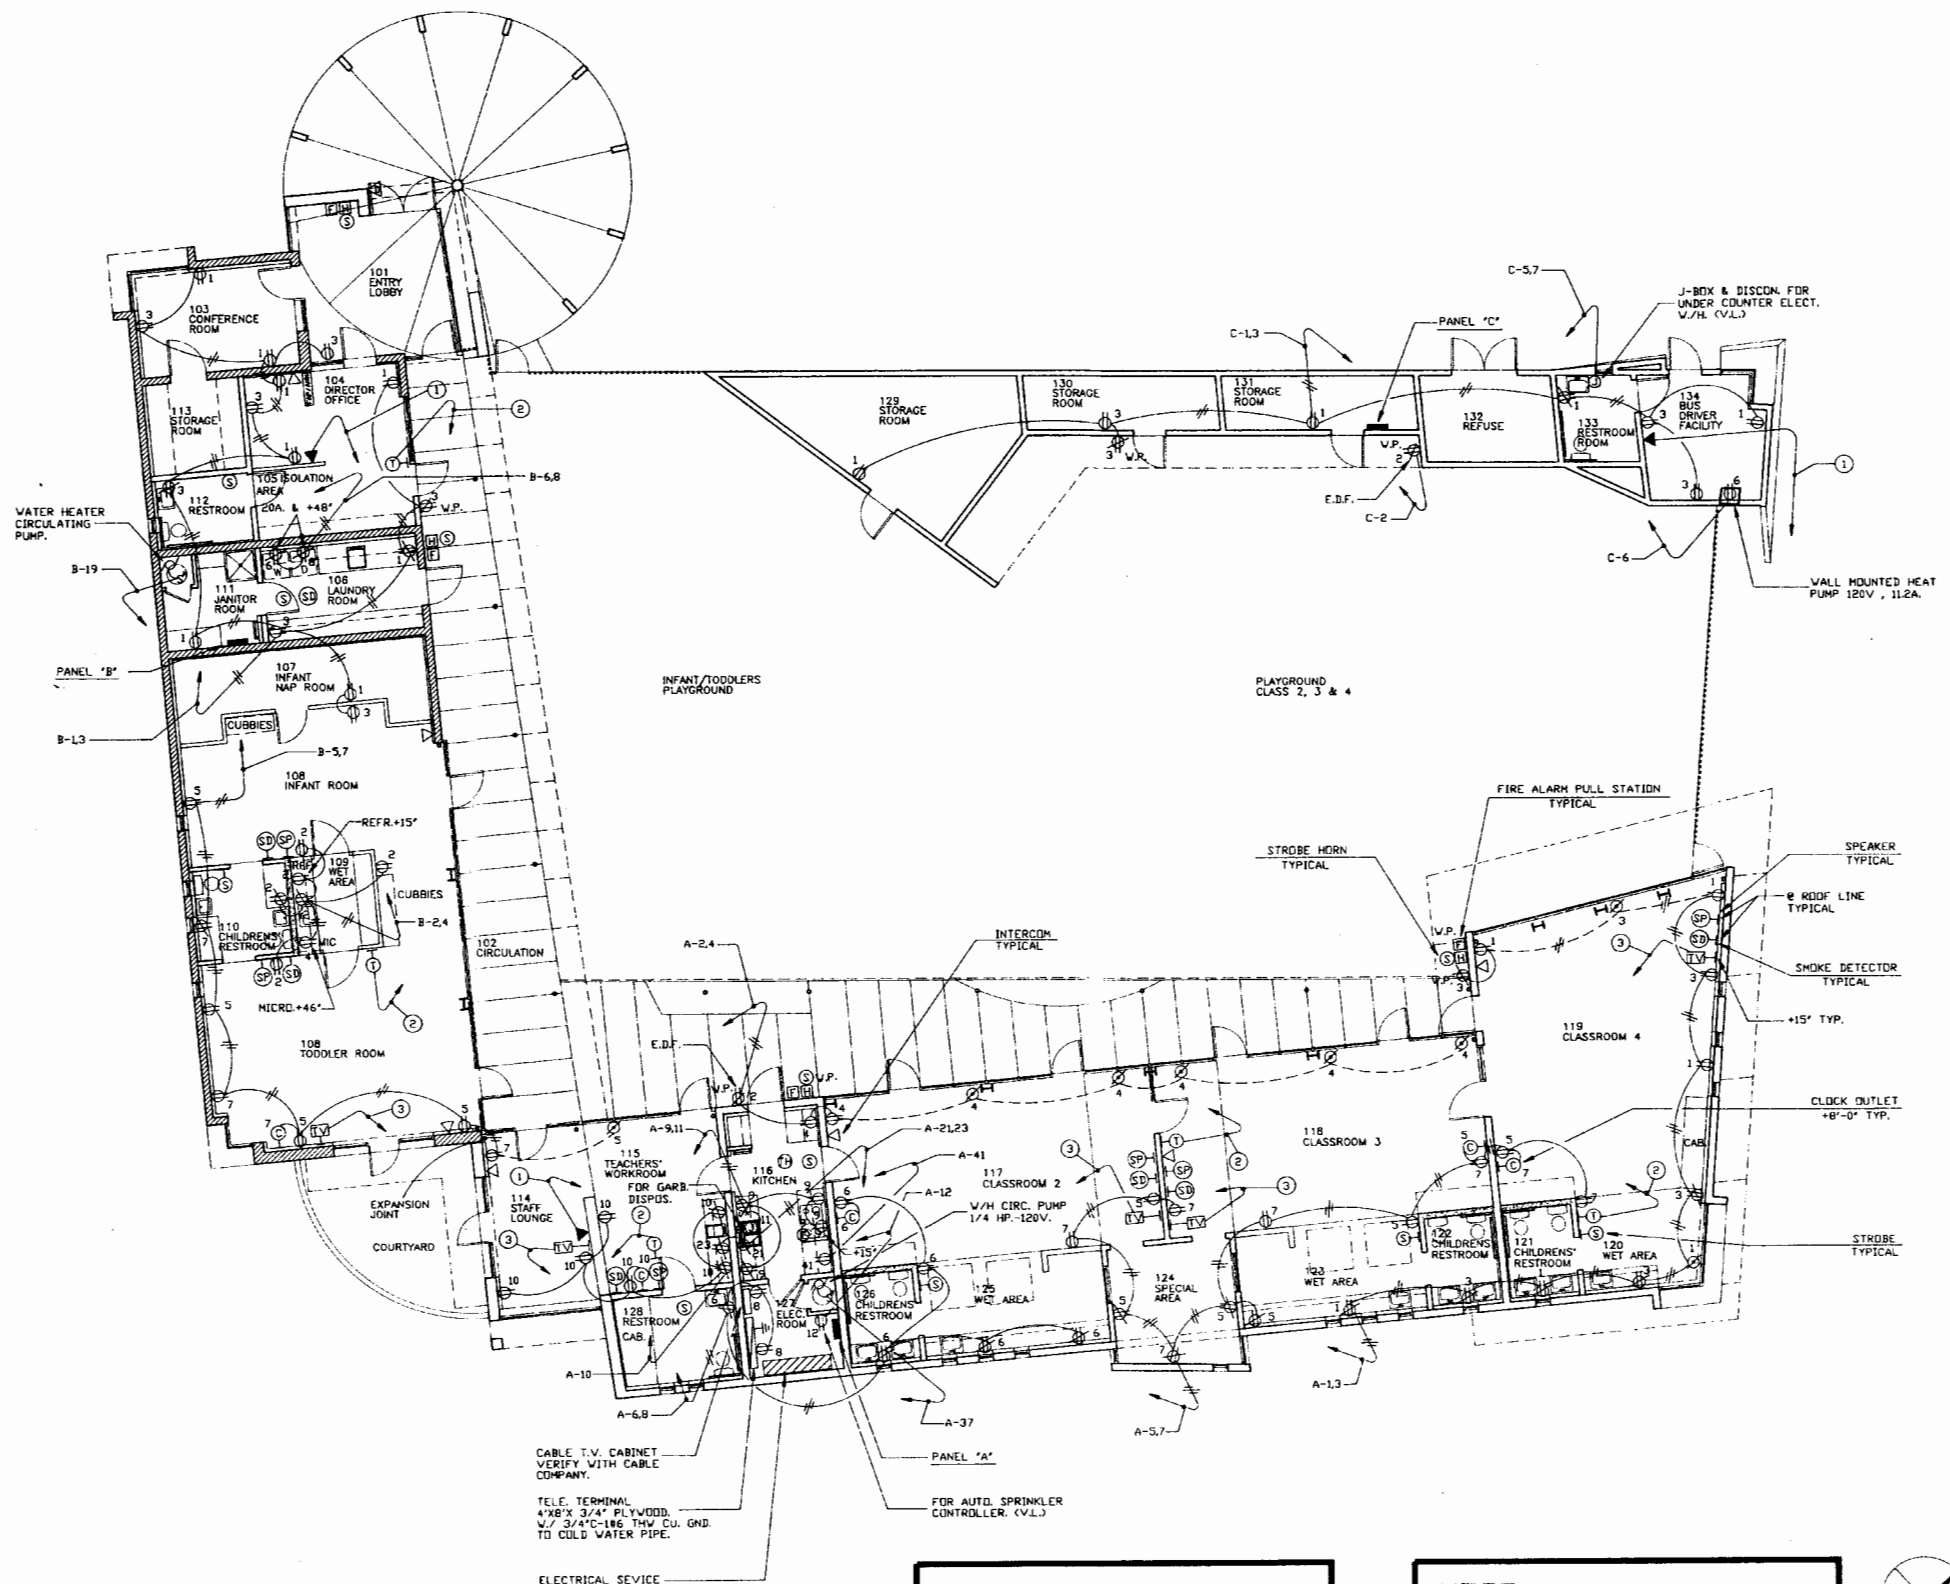 101
ENTRY
LOBBY
103
CONFERENCE
ROOM
104
DIRECTOR
OFFICE
113
STORAGE
ROOM
105 ISOLATION
AREA
20A. & +48"
112
RESTROOM
B-6,8
W.P.
WATER HEATER
CIRCULATING
PUMP.
B-19
111
JANITOR
ROOM
106
LAUNDRY
ROOM
PANEL "B"
107
INFANT
NAP ROOM
CUBBIES
B-1,3
B-5,7
108
INFANT ROOM
REFR.+15"
REF
109
WET
AREA
CUBBIES
B-2,4
110
CHILDRENS'
RESTROOM
MIC
MICRO.+46"
102
CIRCULATION
108
TODDLER ROOM
EXPANSION
JOINT
COURTYARD
C-5,7
J-BOX & DISCON. FOR
UNDER COUNTER ELECT.
W./H. (V.L.)
C-1,3
PANEL "C"
129
STORAGE
ROOM
130
STORAGE
ROOM
131
STORAGE
ROOM
132
REFUSE
133
RESTROOM
ROOM
134
BUS
DRIVER
FACILITY
W.P.
W.P.
E.D.F.
C-2
C-6
WALL MOUNTED HEAT
PUMP 120V , 11.2A.
INFANT/TODDLERS
PLAYGROUND
PLAYGROUND
CLASS 2, 3 & 4
FIRE ALARM PULL STATION
TYPICAL
STROBE HORN
TYPICAL
SPEAKER
TYPICAL
@ ROOF LINE
TYPICAL
SMOKE DETECTOR
TYPICAL
+15" TYP.
119
CLASSROOM 4
CLOCK OUTLET
+8'-0" TYP.
CAB.
W.P.
W.P.
INTERCOM
TYPICAL
A-2,4
E.D.F.
W.P.
W.P.
A-9,11
A-21,23
A-41
A-12
115
TEACHERS'
WORKROOM
FOR GARB.
DISPOS.
116
KITCHEN
117
CLASSROOM 2
W/H CIRC. PUMP
1/4 HP.-120V.
118
CLASSROOM 3
114
STAFF
LOUNGE
+15"
122
CHILDRENS'
RESTROOM
121
CHILDRENS'
RESTROOM
120
WET AREA
STROBE
TYPICAL
123
WET AREA
124
SPECIAL
AREA
125
WET AREA
126
CHILDRENS'
RESTROOM
127
ELEC.
ROOM
128
RESTROOM
CAB.
A-10
A-6,8
A-37
A-5,7
A-1,3
CABLE T.V. CABINET
VERIFY WITH CABLE
COMPANY.
PANEL "A"
TELE. TERMINAL
4'X8'X 3/4" PLYWOOD.
W./ 3/4"C-1#6 THW CU. GND.
TO COLD WATER PIPE.
FOR AUTO. SPRINKLER
CONTROLLER. (V.L.)
ELECTRICAL SEVICE